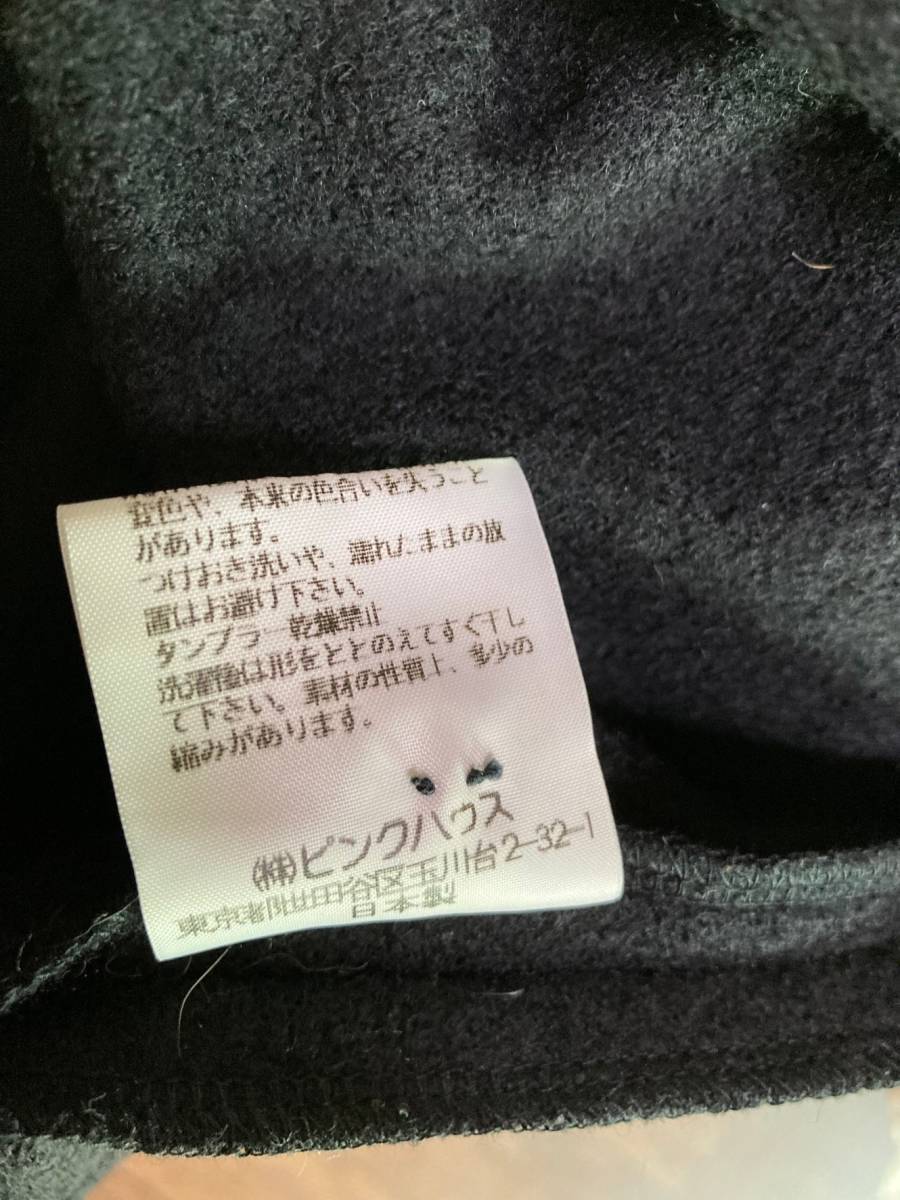 変色や、本来の色合いを失うこと
があります。
つけおき洗いや、濡れたままの放
置はお避け下さい。
タンブラー乾燥禁止
洗濯後は形をととのえてすぐ干し
て下さい。素材の性質上、多少の
縮みがあります。
(株)ピンクハウス
東京都世田谷区玉川台2-32-1
日本製